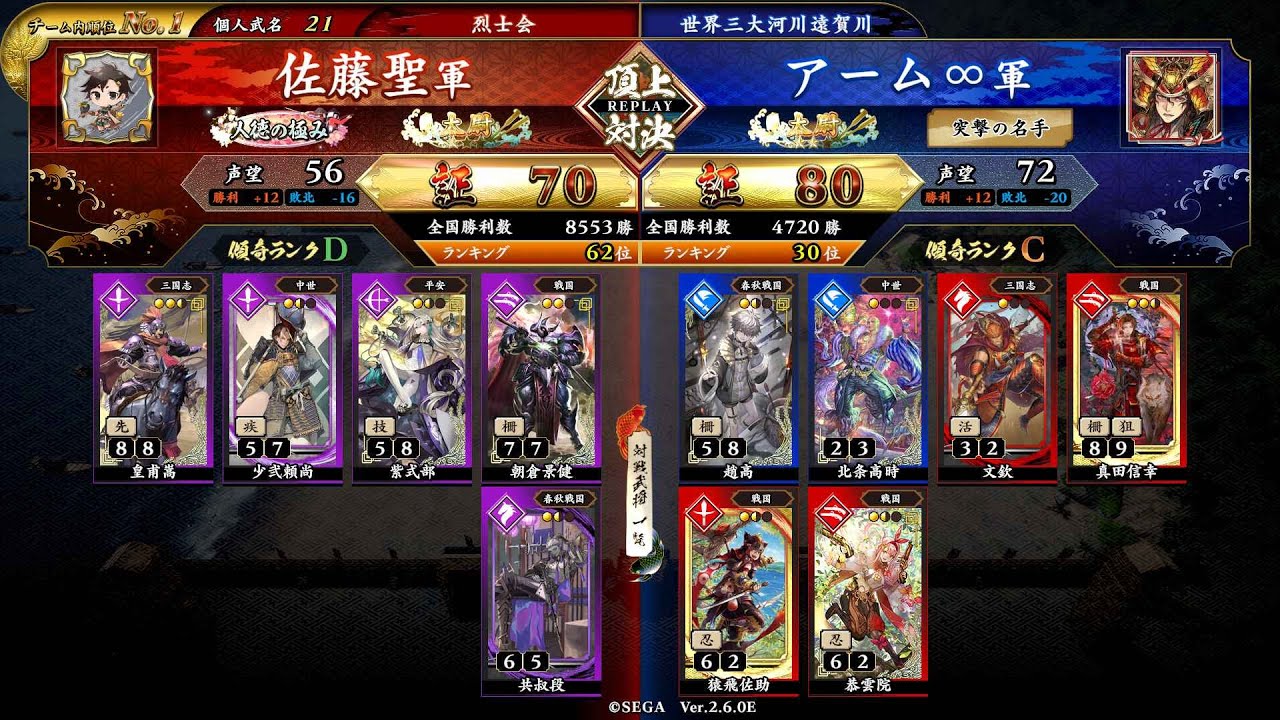 チーム内順位 No.1
個人武名 21
烈士会
世界三大河川遠賀川
佐藤聖軍
頂上
REPLAY
対決
アーム∞軍
人徳の極み
太尉
太尉
突撃の名手
声望 56
勝利 +12 敗北 -16
証 70
証 80
声望 72
勝利 +12 敗北 -20
全国勝利数 8553勝
全国勝利数 4720勝
傾奇ランクD
ランキング 62位
ランキング 30位
傾奇ランクC
三国志
中世
平安
戦国
春秋戦国
中世
三国志
戦国
先
疾
技
柵
柵
活
柵 狙
8 8
5 7
5 8
7 7
5 8
2 3
3 2
8 9
皇甫嵩
少弐頼尚
紫式部
朝倉景健
趙高
北条高時
文欽
真田信幸
対戦武将一覧
春秋戦国
戦国
戦国
忍
忍
6 5
6 2
6 2
共叔段
猿飛佐助
恭雲院
©SEGA Ver.2.6.0E